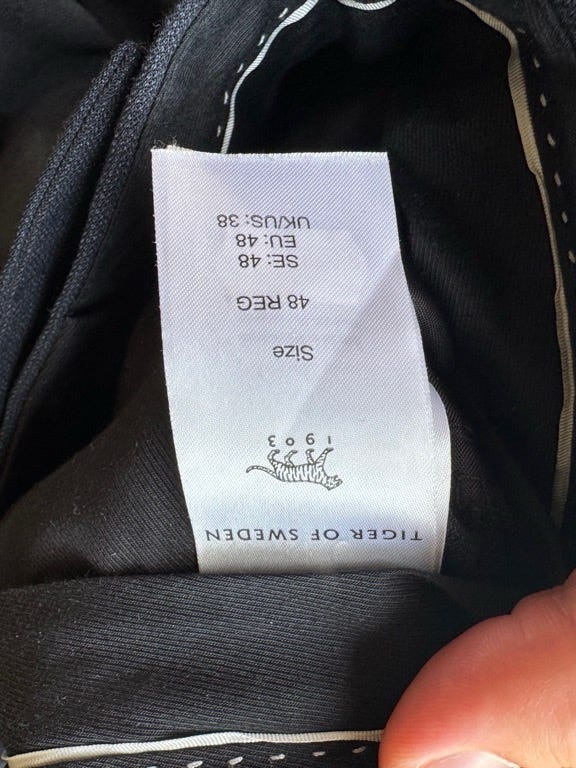 TIGER OF SWEDEN
1903
Size
48 REG
SE: 48
EU: 48
UK/US: 38